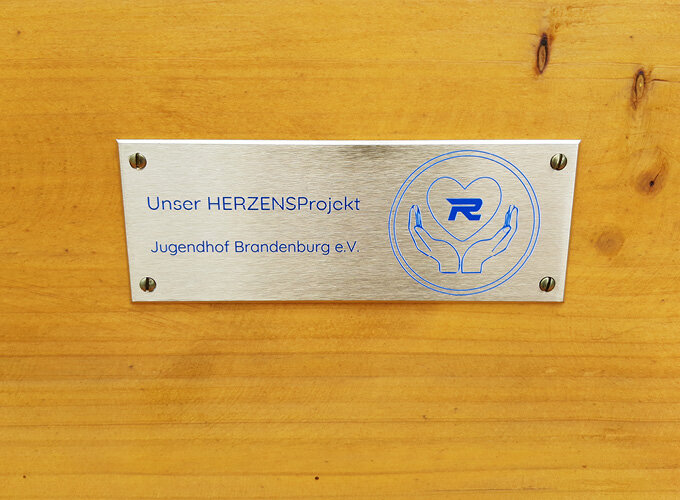 Unser HERZENSProjekt
R
Jugendhof Brandenburg e.V.